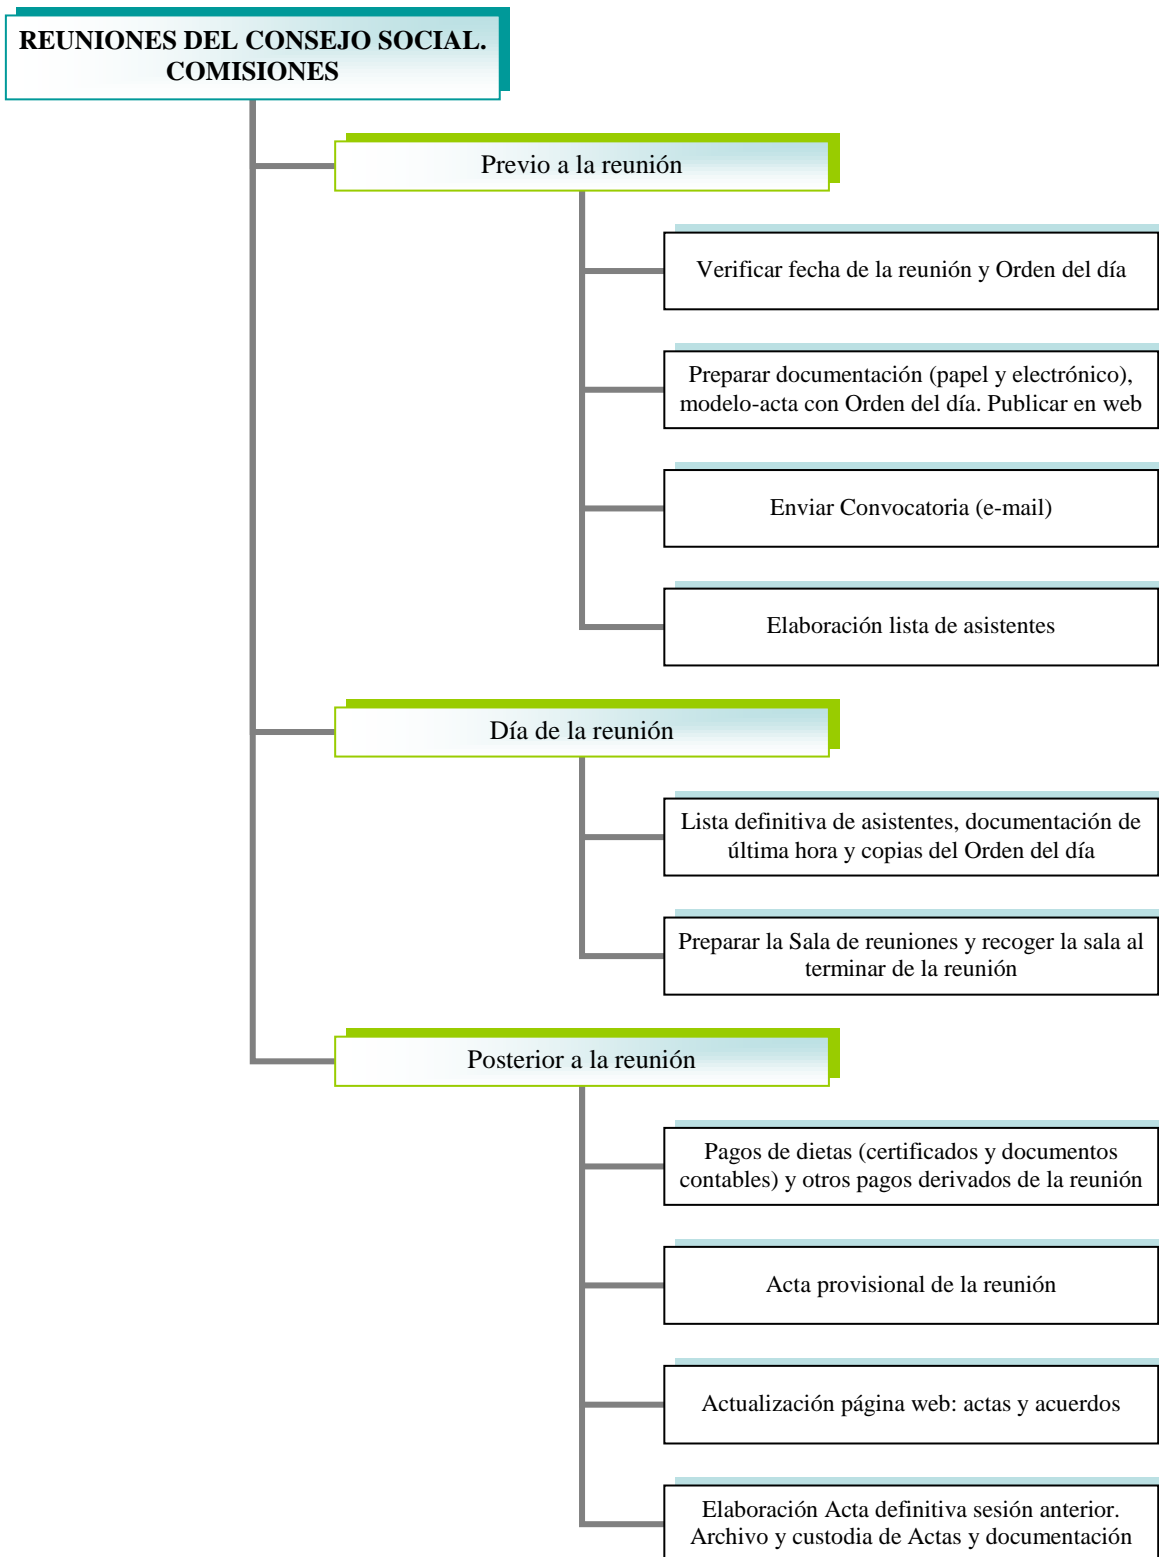 REUNIONES DEL CONSEJO SOCIAL.
COMISIONES
Previo a la reunión
Verificar fecha de la reunión y Orden del día
Preparar documentación (papel y electrónico),
modelo-acta con Orden del día. Publicar en web
Enviar Convocatoria (e-mail)
Elaboración lista de asistentes
Día de la reunión
Lista definitiva de asistentes, documentación de
última hora y copias del Orden del día
Preparar la Sala de reuniones y recoger la sala al
terminar de la reunión
Posterior a la reunión
Pagos de dietas (certificados y documentos
contables) y otros pagos derivados de la reunión
Acta provisional de la reunión
Actualización página web: actas y acuerdos
Elaboración Acta definitiva sesión anterior.
Archivo y custodia de Actas y documentación